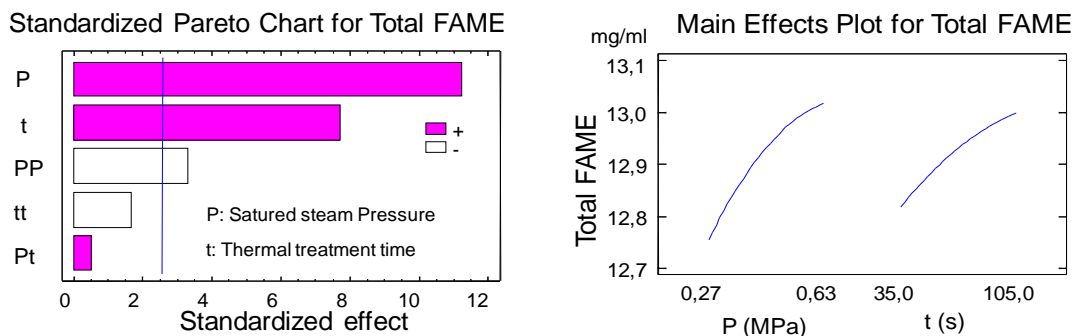 Standardized Pareto Chart for Total FAME
P
t
PP
tt
Pt
+
-
P: Satured steam Pressure
t: Thermal treatment time
0 2 4 6 8 10 12
Standardized effect
Main Effects Plot for Total FAME
mg/ml
13,1
13,0
12,9
12,8
12,7
Total FAME
0,27 0,63 35,0 105,0
P (MPa) t (s)